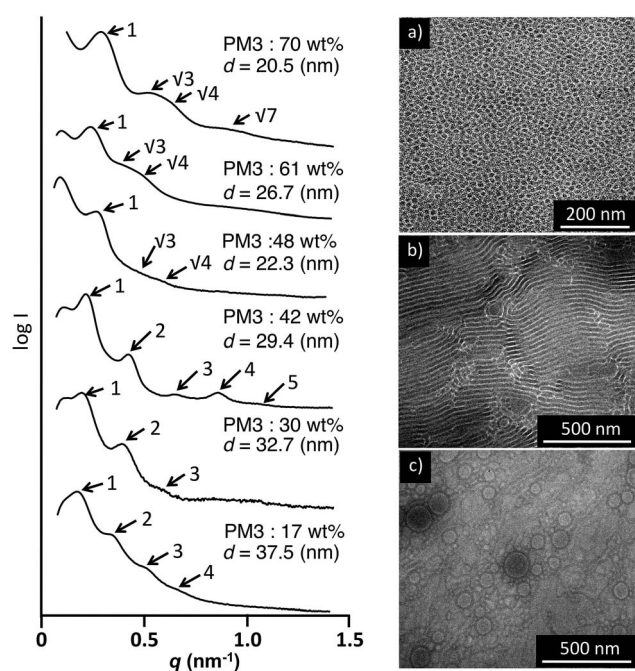 1
PM3 : 70 wt%
d = 20.5 (nm)
√3
√4
√7
1
√3
√4
PM3 : 61 wt%
d = 26.7 (nm)
1
√3
√4
PM3 :48 wt%
d = 22.3 (nm)
1
2
3
4
5
PM3 : 42 wt%
d = 29.4 (nm)
1
2
3
PM3 : 30 wt%
d = 32.7 (nm)
1
2
3
4
PM3 : 17 wt%
d = 37.5 (nm)
log I
0
0.5
1.0
1.5
q (nm⁻¹)
a)
200 nm
b)
500 nm
c)
500 nm